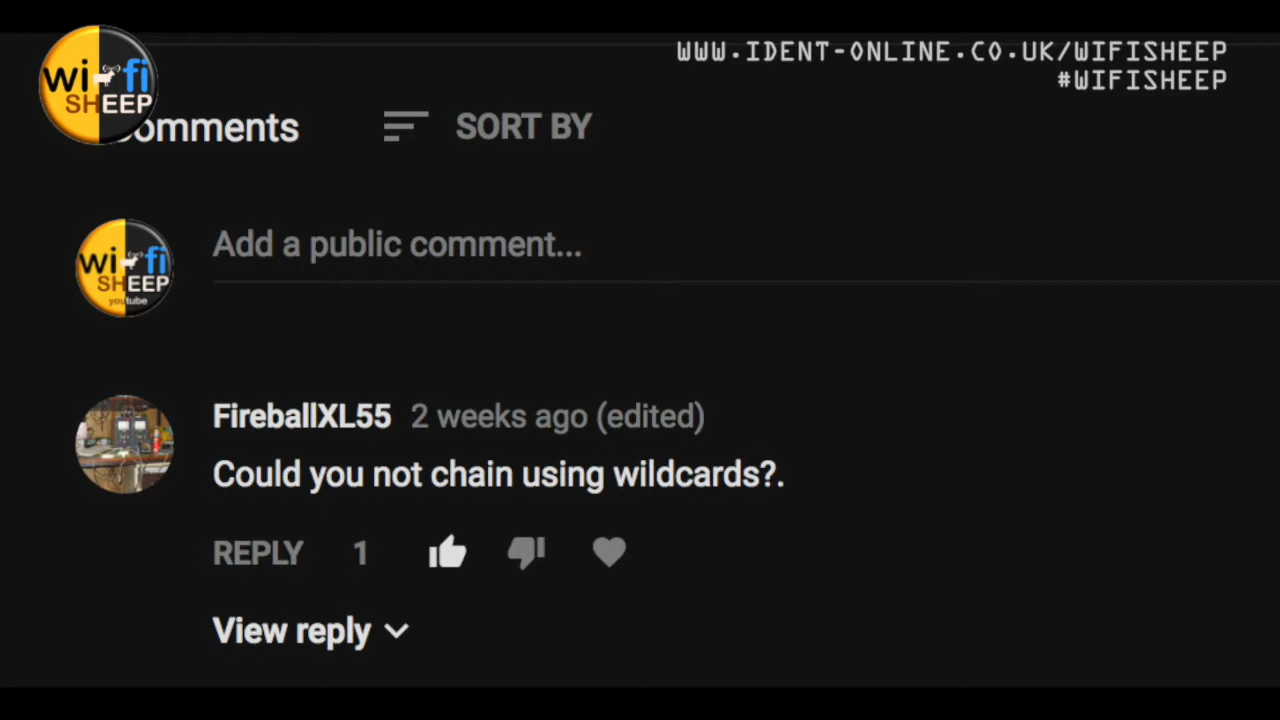 wi fi
SHEEP
WWW.IDENT-ONLINE.CO.UK/WIFISHEEP
#WIFISHEEP
omments
SORT BY
wi fi
SHEEP
youtube
Add a public comment...
FireballXL55 2 weeks ago (edited)
Could you not chain using wildcards?.
REPLY 1
View reply